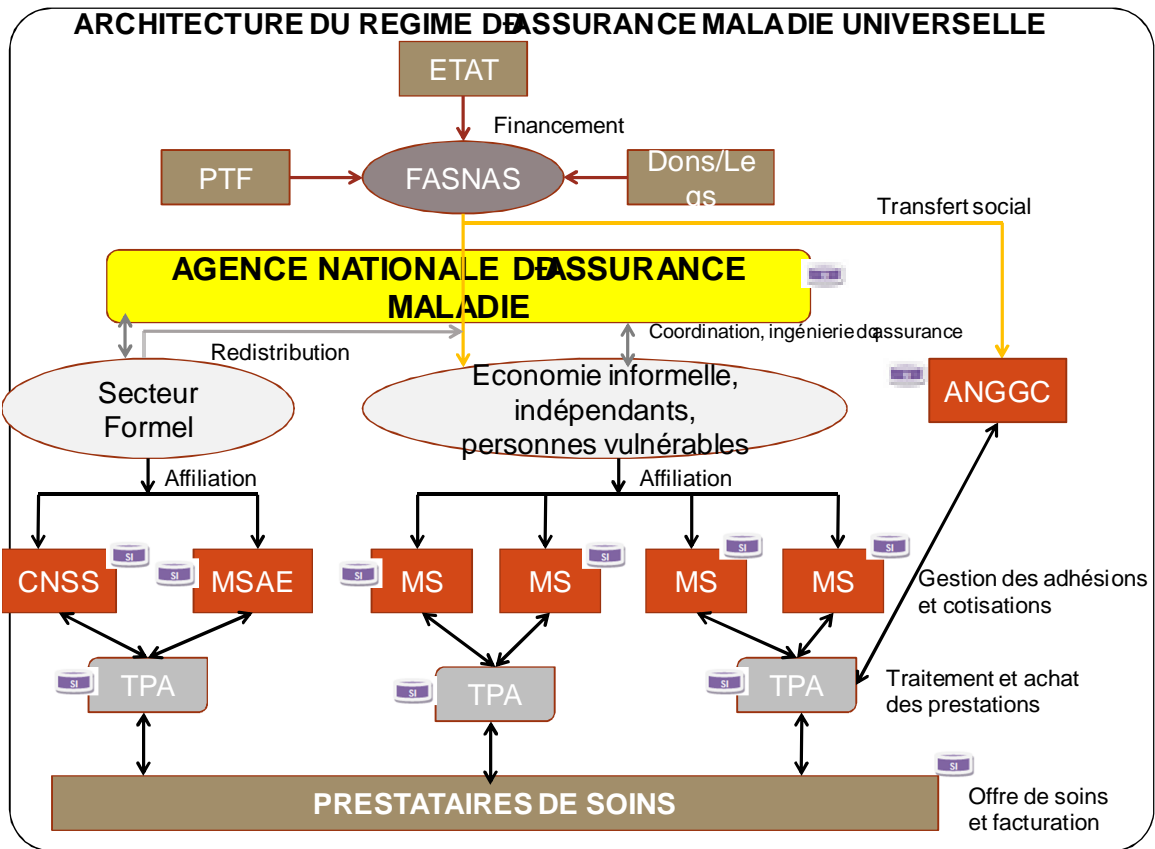 ARCHITECTURE DU REGIME DÐASSURANCE MALADIE UNIVERSELLE
ETAT
Financement
PTF
FASNAS
Dons/Le
gs
Transfert social
AGENCE NATIONALE DÐASSURANCE
MALADIE
Redistribution
Coordination, ingénierie dqassurance
Secteur
Formel
Economie informelle,
indépendants,
personnes vulnérables
ANGGC
Affiliation
Affiliation
SI
SI
SI
SI
SI
SI
SI
CNSS
MSAE
MS
MS
MS
MS
Gestion des adhésions
et cotisations
SI
TPA
SI
TPA
SI
TPA
Traitement et achat
des prestations
SI
PRESTATAIRES DE SOINS
Offre de soins
et facturation